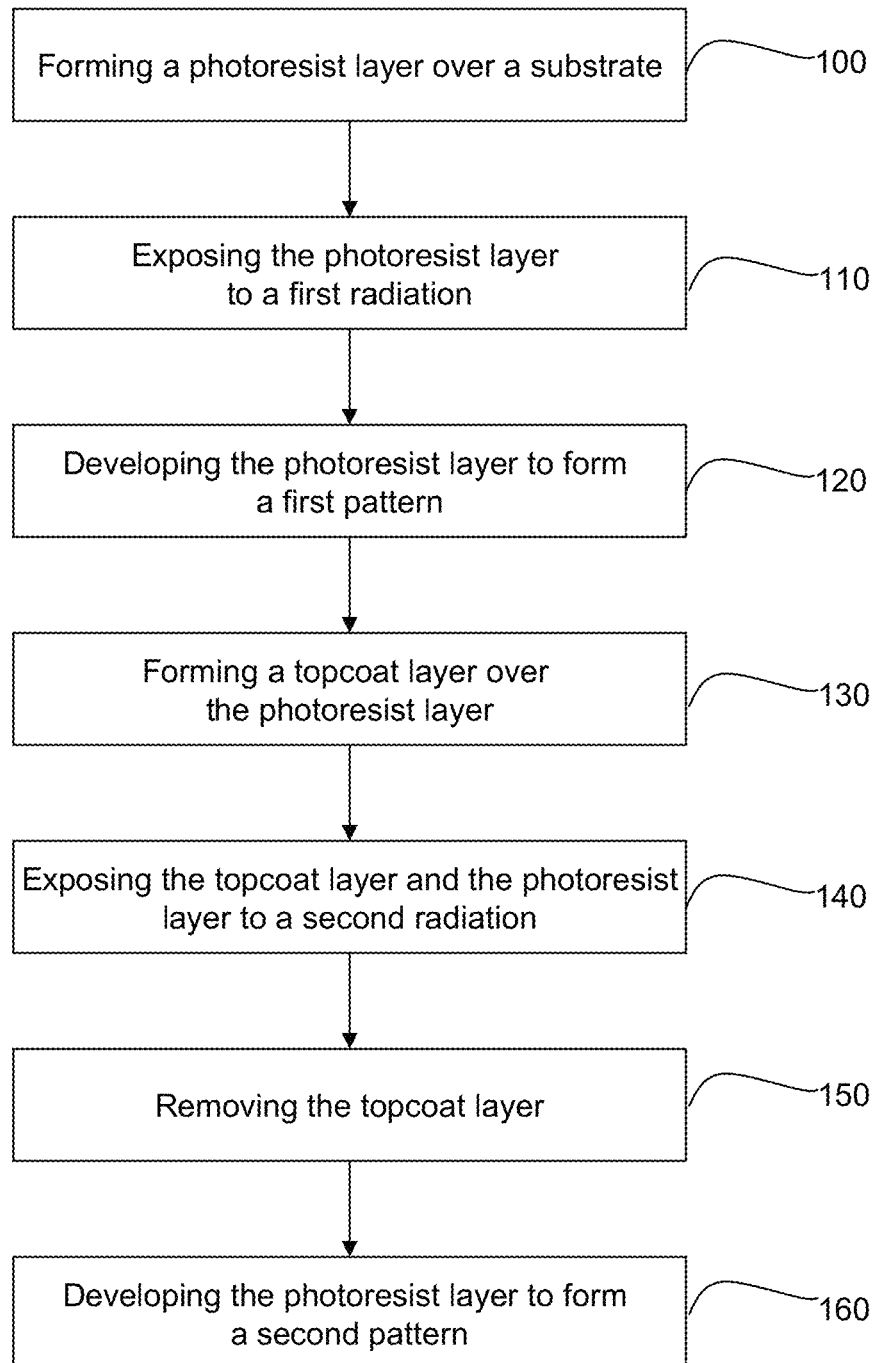 Forming a photoresist layer over a substrate
100
Exposing the photoresist layer
to a first radiation
110
Developing the photoresist layer to form
a first pattern
120
Forming a topcoat layer over
the photoresist layer
130
Exposing the topcoat layer and the photoresist
layer to a second radiation
140
Removing the topcoat layer
150
Developing the photoresist layer to form
a second pattern
160